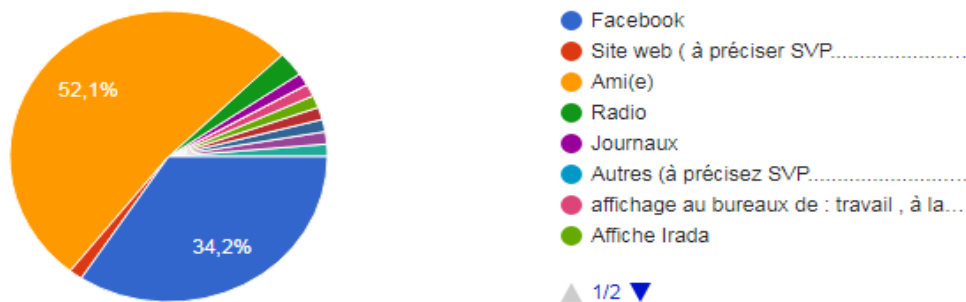 52,1%
34,2%
Facebook
Site web ( à préciser SVP......................
Ami(e)
Radio
Journaux
Autres (à précisez SVP.........................
affichage au bureaux de : travail , à la...
Affiche Irada
1/2